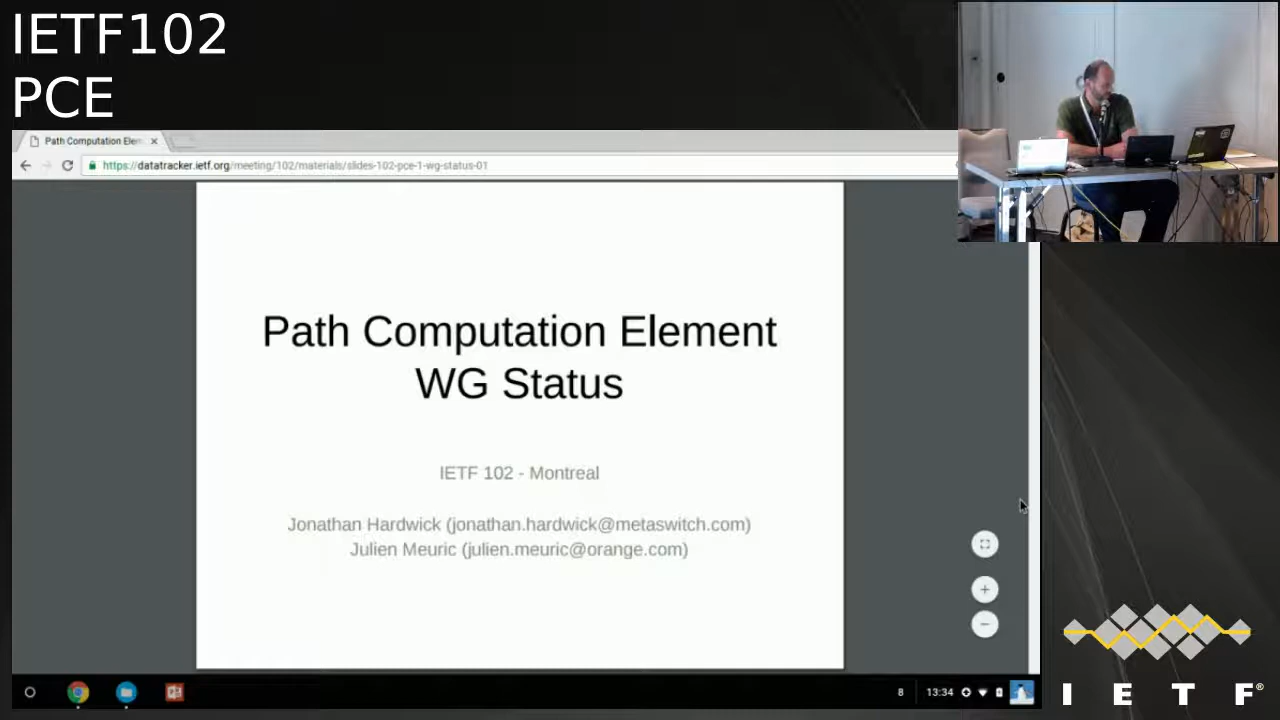 IETF102
PCE
Path Computation Elem
https://datatracker.ietf.org/meeting/102/materials/slides-102-pce-1-wg-status-01
Path Computation Element
WG Status
IETF 102 - Montreal
Jonathan Hardwick (jonathan.hardwick@metaswitch.com)
Julien Meuric (julien.meuric@orange.com)
8 13:34
I E T F®